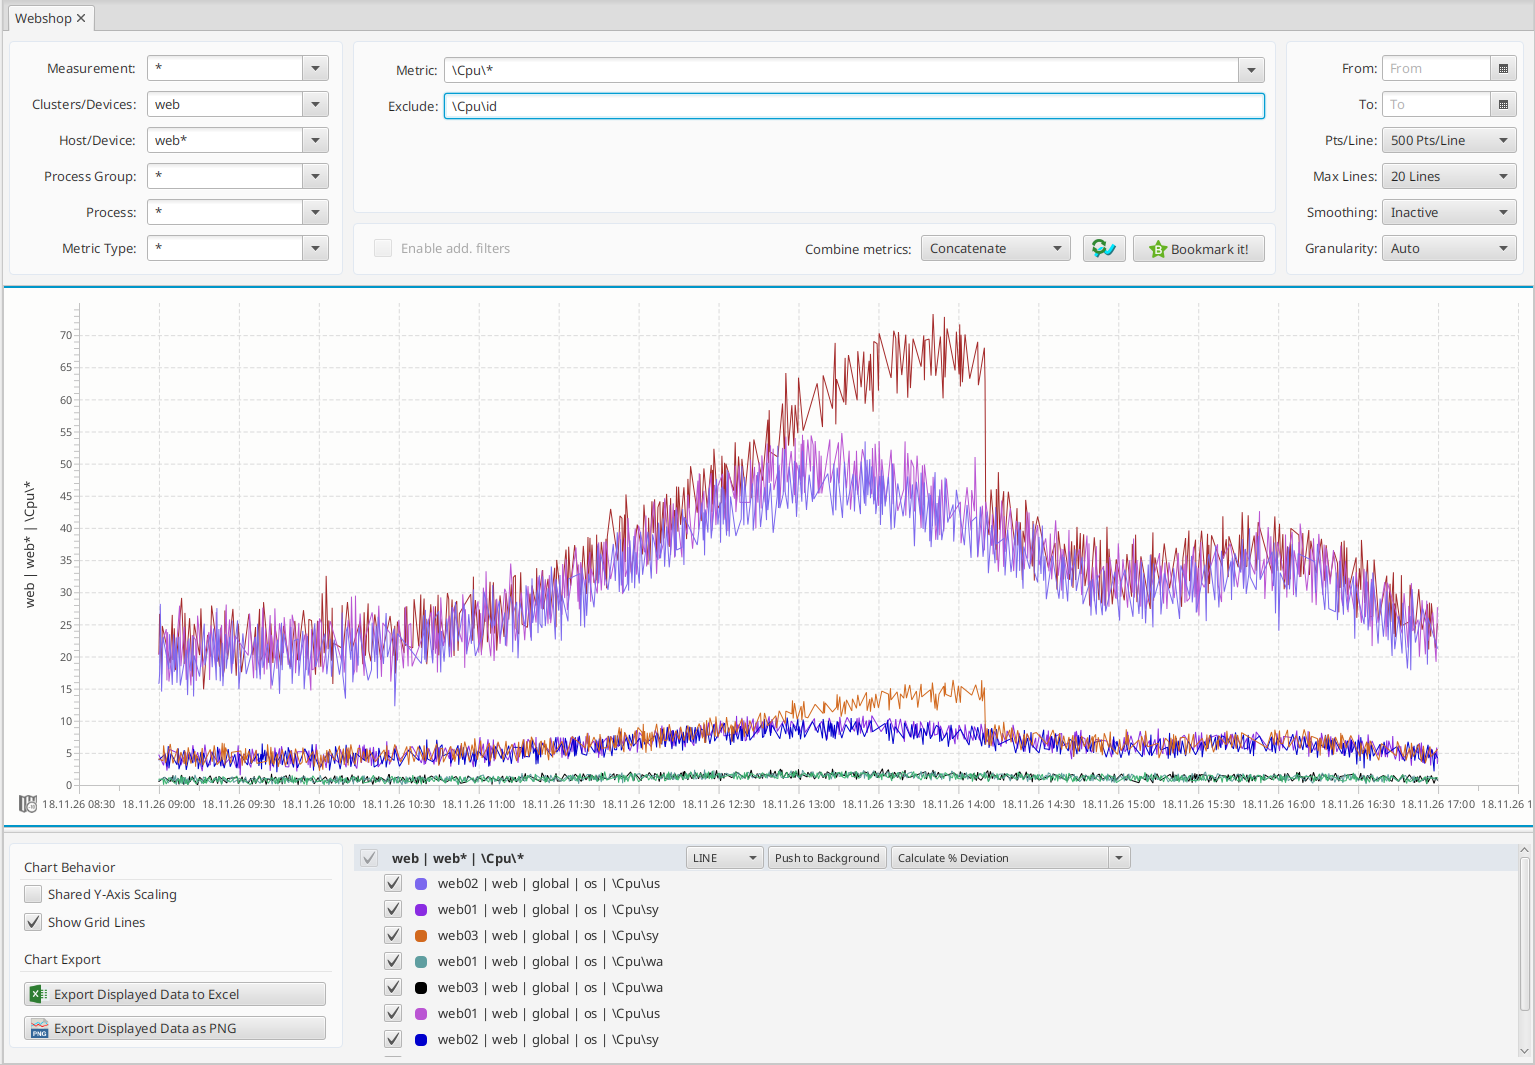 Webshop
Measurement: *
Clusters/Devices: web
Host/Device: web*
Process Group: *
Process: *
Metric Type: *
Metric: \Cpu\*
Exclude: \Cpu\id
Enable add. filters
Combine metrics: Concatenate
Bookmark it!
From: From
To: To
Pts/Line: 500 Pts/Line
Max Lines: 20 Lines
Smoothing: Inactive
Granularity: Auto
web | web* | \Cpu\*
70
65
60
55
50
45
40
35
30
25
20
15
10
5
0
18.11.26 08:30 18.11.26 09:00 18.11.26 09:30 18.11.26 10:00 18.11.26 10:30 18.11.26 11:00 18.11.26 11:30 18.11.26 12:00 18.11.26 12:30 18.11.26 13:00 18.11.26 13:30 18.11.26 14:00 18.11.26 14:30 18.11.26 15:00 18.11.26 15:30 18.11.26 16:00 18.11.26 16:30 18.11.26 17:00 18.11.26 1
Chart Behavior
Shared Y-Axis Scaling
Show Grid Lines
Chart Export
Export Displayed Data to Excel
Export Displayed Data as PNG
web | web* | \Cpu\* LINE Push to Background Calculate % Deviation
web02 | web | global | os | \Cpu\us
web01 | web | global | os | \Cpu\sy
web03 | web | global | os | \Cpu\sy
web01 | web | global | os | \Cpu\wa
web03 | web | global | os | \Cpu\wa
web01 | web | global | os | \Cpu\us
web02 | web | global | os | \Cpu\sy